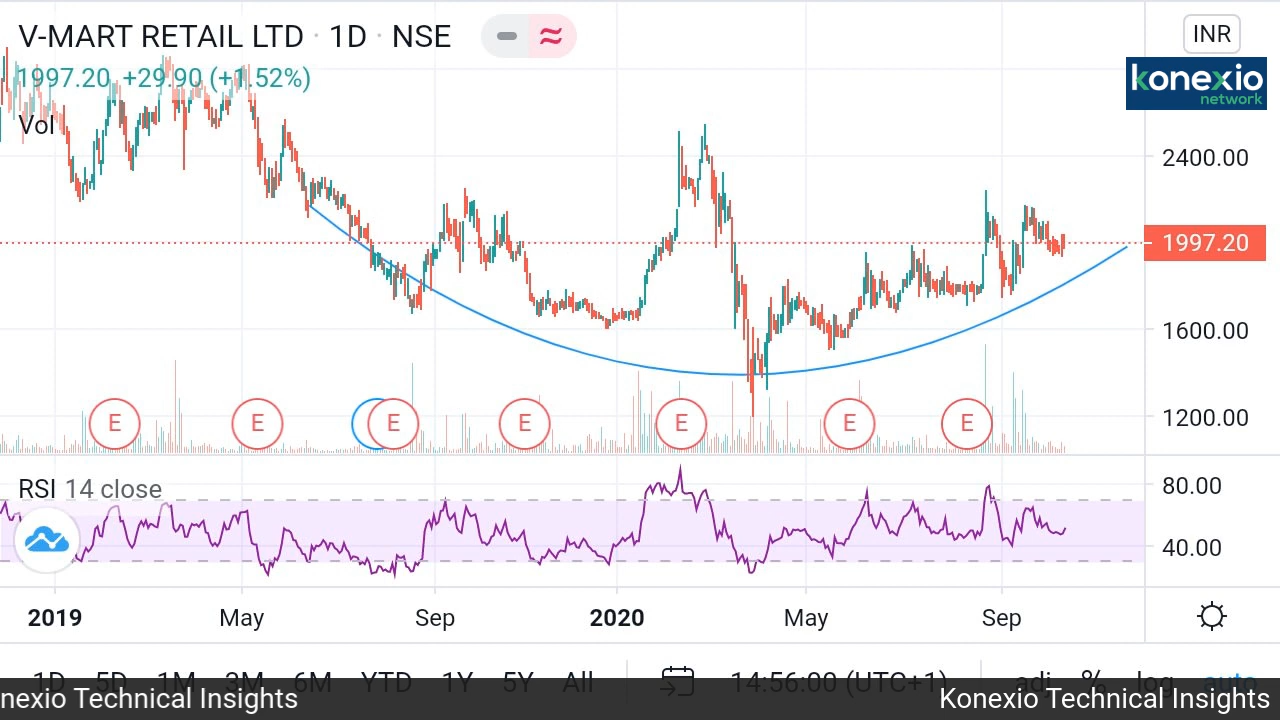 V-MART RETAIL LTD · 1D · NSE
INR
1997.20 +29.90 (+1.52%)
konexio
network
Vol
2400.00
1997.20
1600.00
1200.00
E E E E E E E
RSI 14 close
80.00
40.00
2019 May Sep 2020 May Sep
1D 5D 1M 3M 6M YTD 1Y 5Y All 14:56:00 (UTC+1) adj % log auto
nexio Technical Insights
Konexio Technical Insights